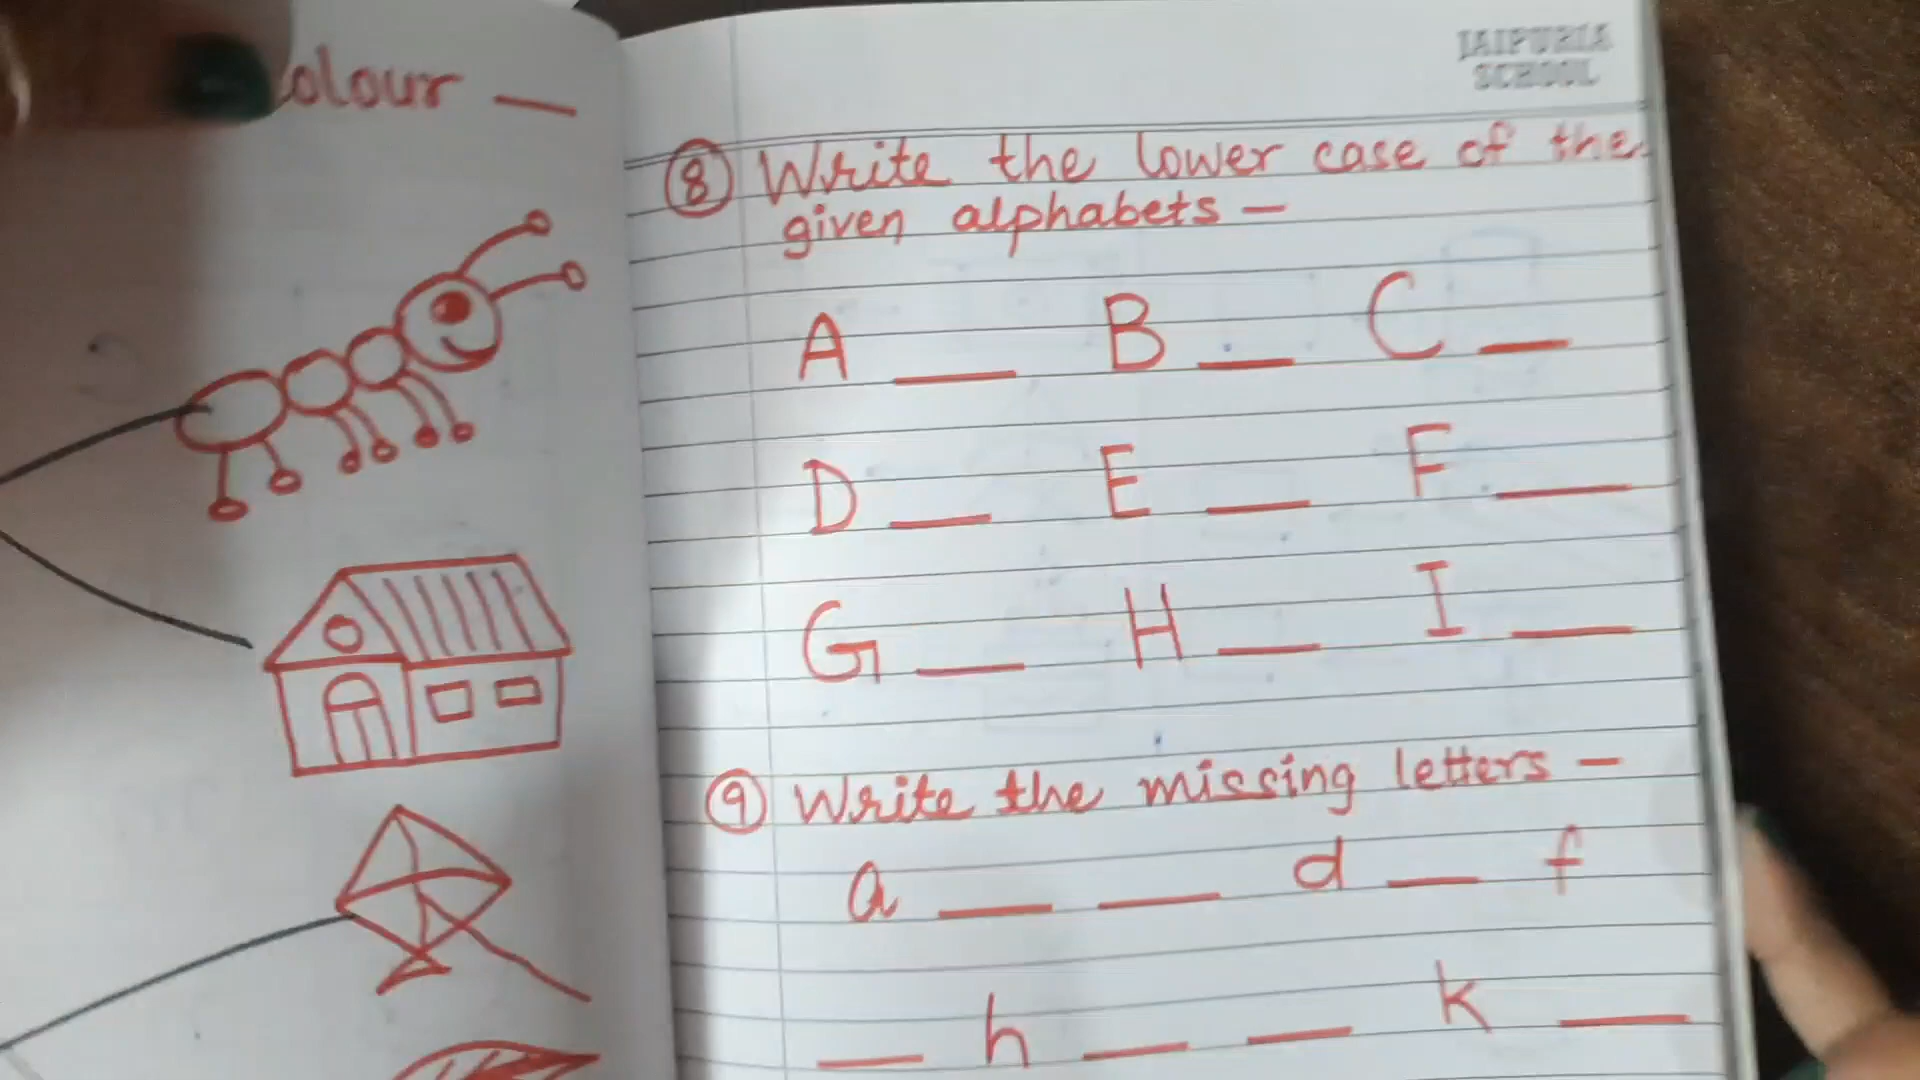 olour —
JAIPURIA
SCHOOL
8 Write the lower case of the
given alphabets —
A __ B __ C __
D __ E __ F __
G __ H __ I __
9 Write the missing letters —
a __ __ d __ f
__ h __ __ k __